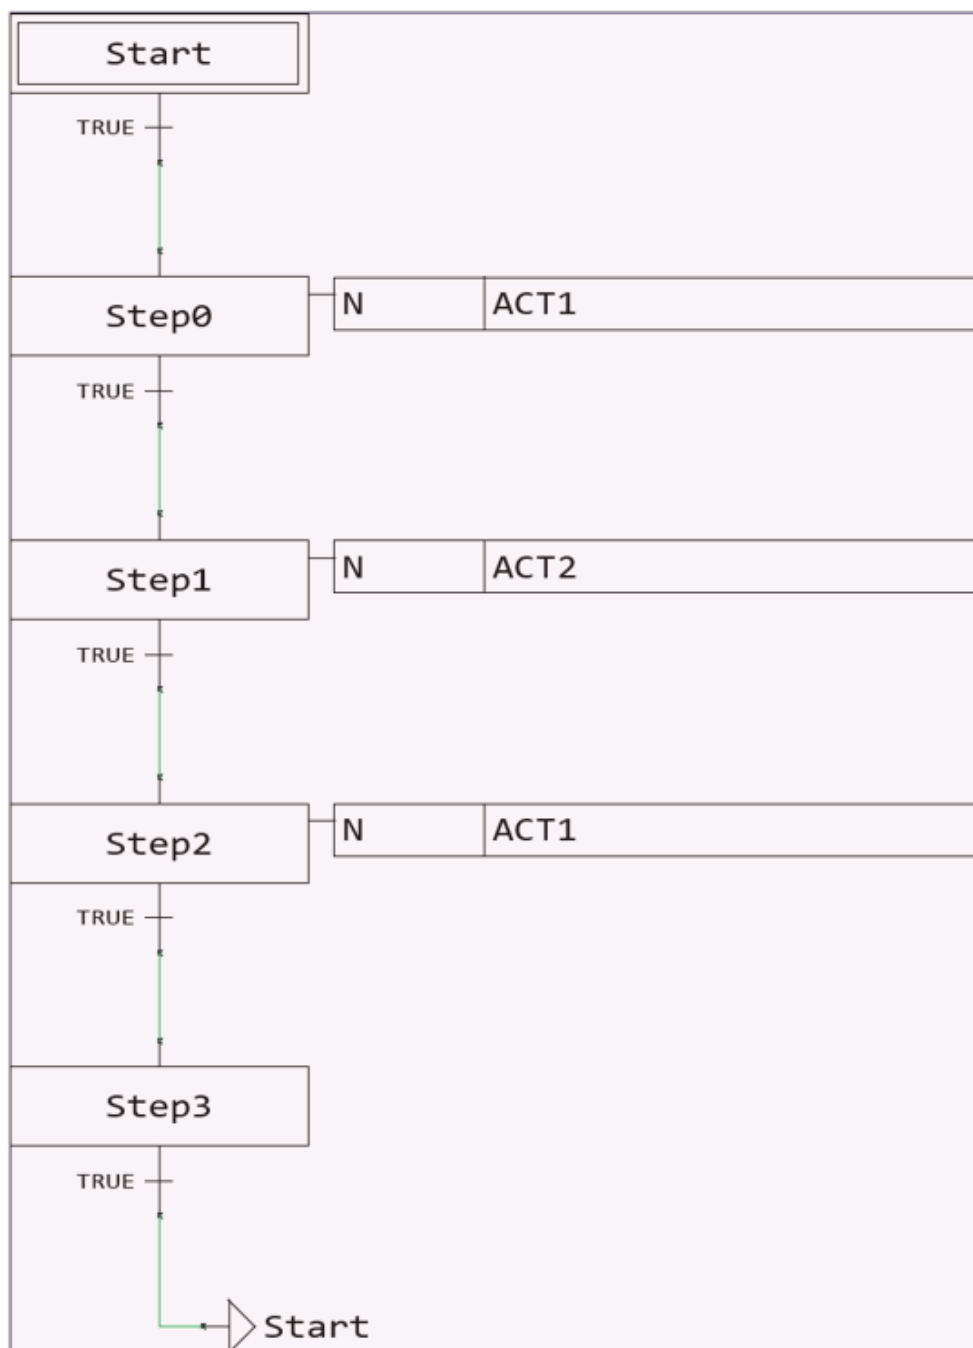 Start
TRUE
Step0
N ACT1
TRUE
Step1
N ACT2
TRUE
Step2
N ACT1
TRUE
Step3
TRUE
Start